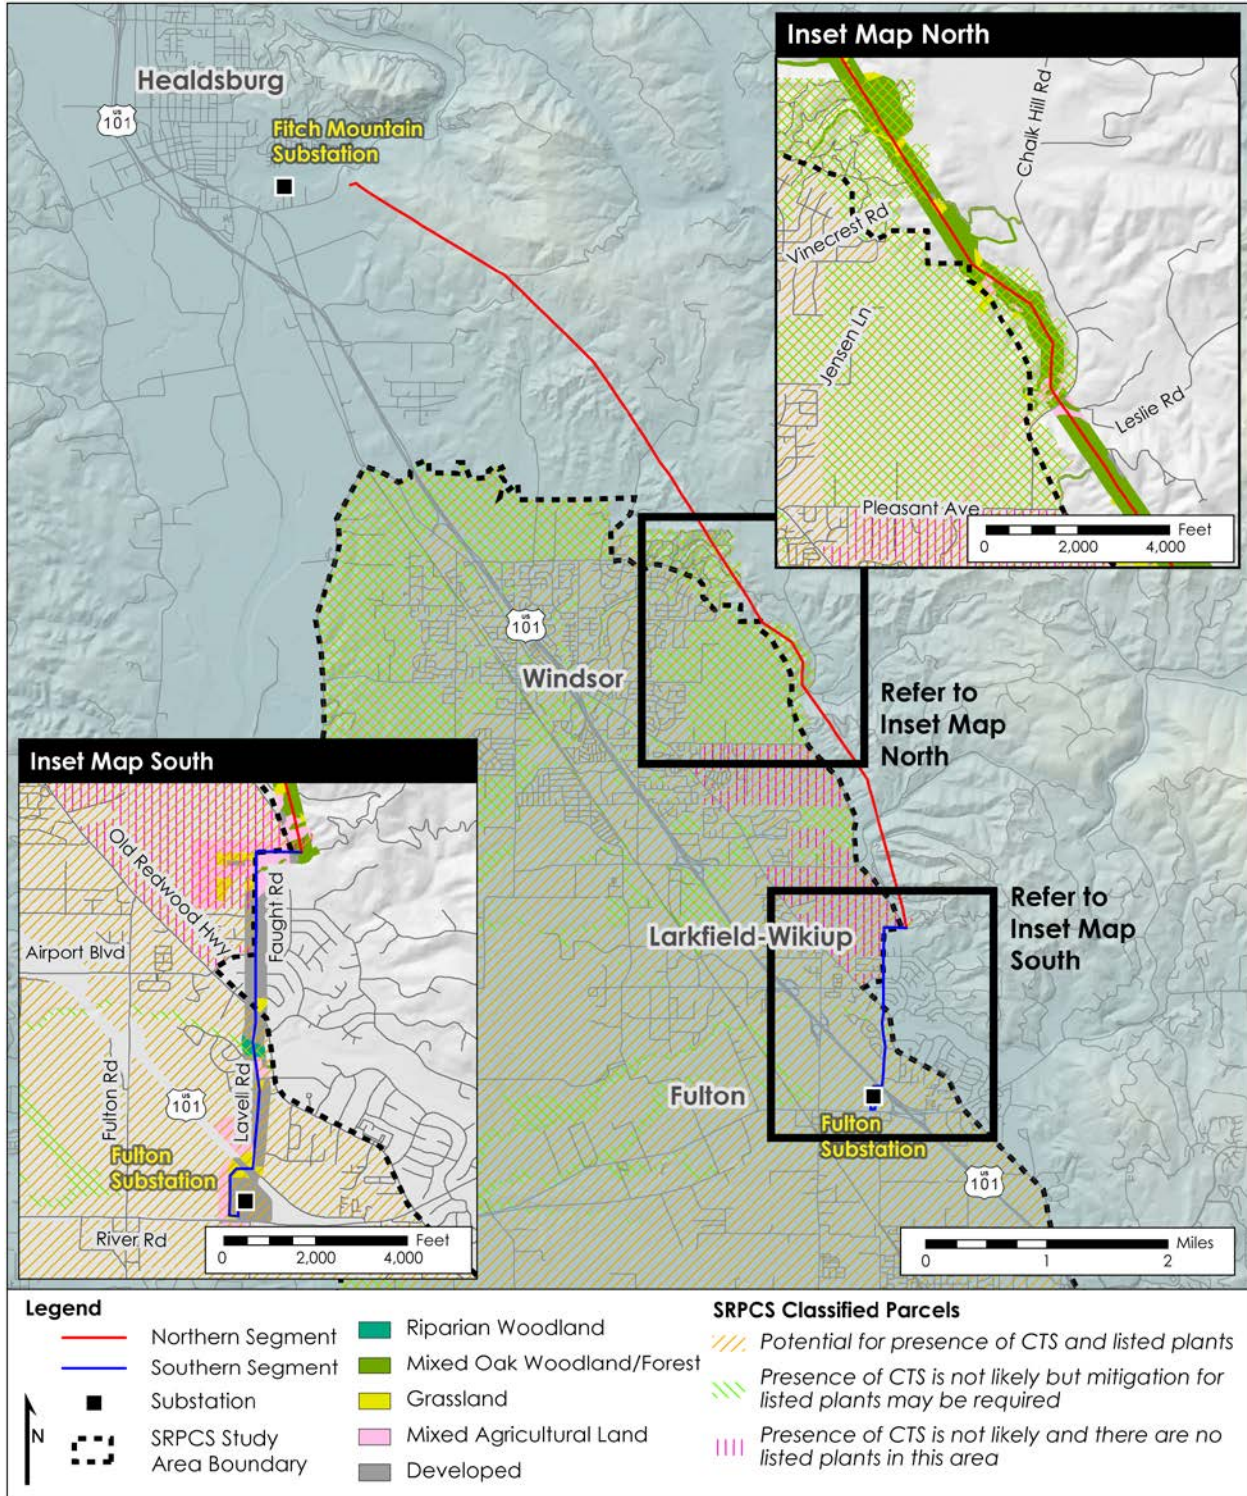 Inset Map North
Healdsburg
US
101
Fitch Mountain
Substation
Chalk Hill Rd
Vinecrest Rd
Jensen Ln
Leslie Rd
Pleasant Ave
Feet
0 2,000 4,000
US
101
Windsor
Refer to
Inset Map
North
Inset Map South
Old Redwood Hwy
Faught Rd
Airport Blvd
Fulton Rd
US
101
Lavell Rd
Fulton
Substation
River Rd
Feet
0 2,000 4,000
Larkfield-Wikiup
Refer to
Inset Map
South
Fulton
Fulton
Substation
US
101
Miles
0 1 2
Legend
Northern Segment
Southern Segment
Substation
SRPCS Study
Area Boundary
N
Riparian Woodland
Mixed Oak Woodland/Forest
Grassland
Mixed Agricultural Land
Developed
SRPCS Classified Parcels
Potential for presence of CTS and listed plants
Presence of CTS is not likely but mitigation for
listed plants may be required
Presence of CTS is not likely and there are no
listed plants in this area